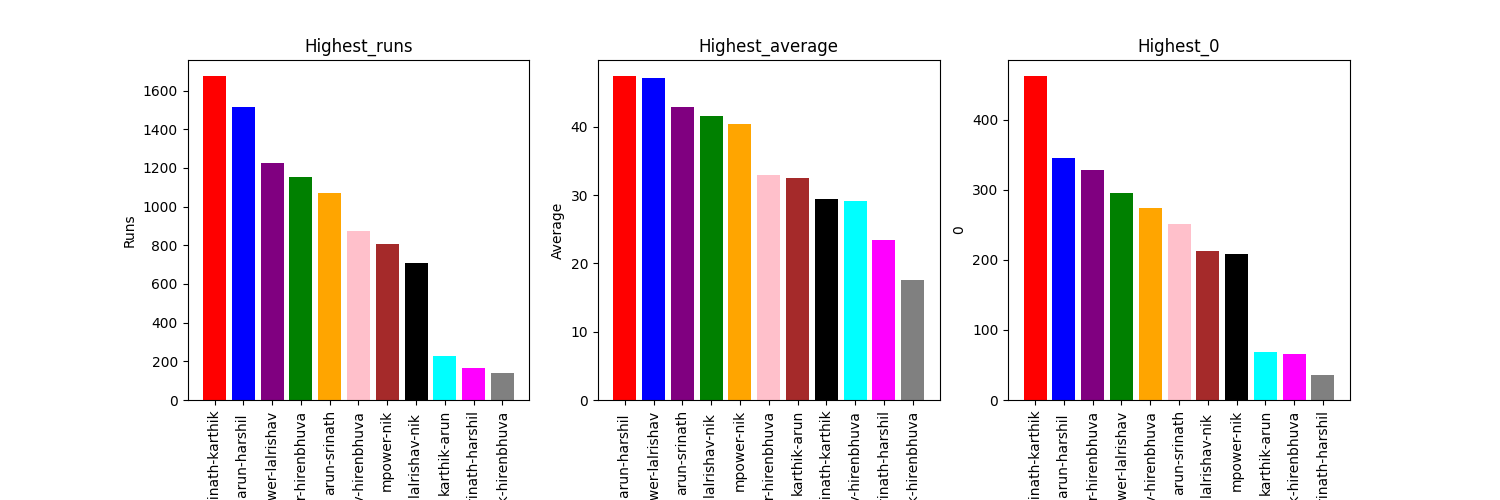 Highest_runs
Runs
1600
1400
1200
1000
800
600
400
200
0
inath-karthik
arun-harshil
wer-lalrishav
r-hirenbhuva
arun-srinath
v-hirenbhuva
mpower-nik
lalrishav-nik
karthik-arun
inath-harshil
k-hirenbhuva
Highest_average
Average
40
30
20
10
0
arun-harshil
wer-lalrishav
arun-srinath
lalrishav-nik
mpower-nik
r-hirenbhuva
karthik-arun
inath-karthik
v-hirenbhuva
inath-harshil
k-hirenbhuva
Highest_0
0
400
300
200
100
0
inath-karthik
arun-harshil
r-hirenbhuva
wer-lalrishav
v-hirenbhuva
arun-srinath
lalrishav-nik
mpower-nik
karthik-arun
k-hirenbhuva
inath-harshil